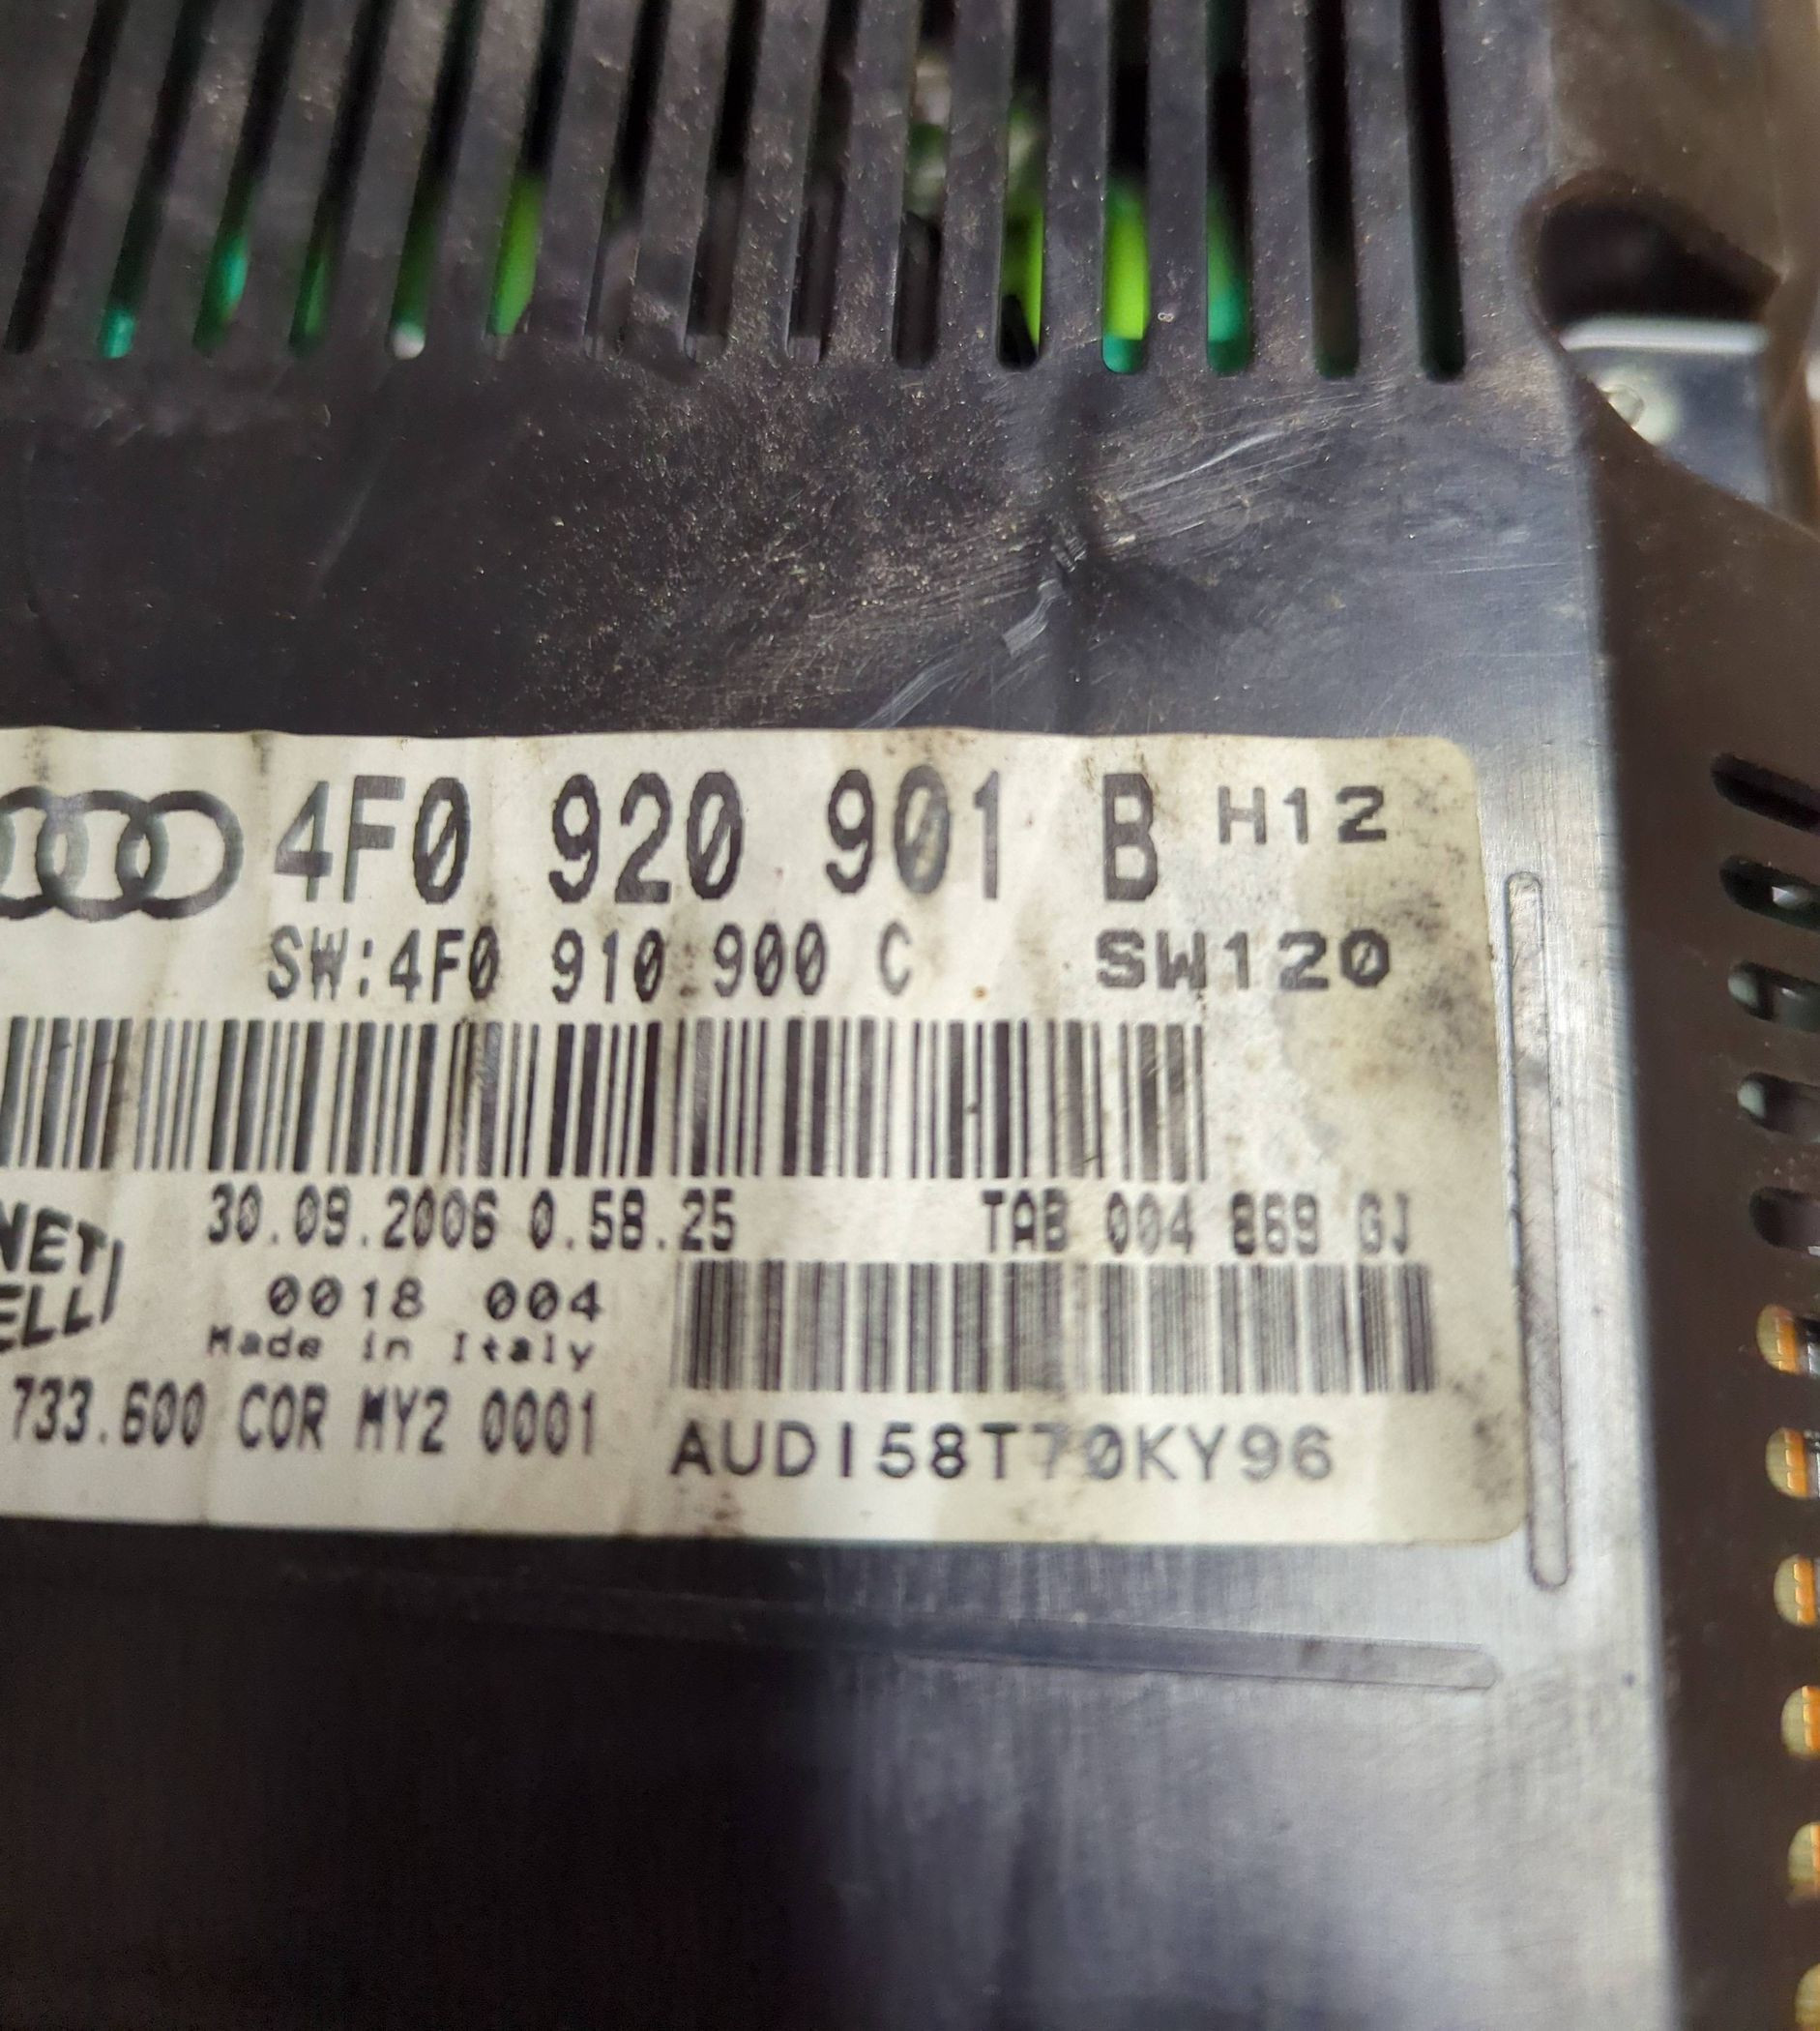 4F0 920 901 B H12
SW:4F0 910 900 C SW120
30.09.2006 0.58.25 TAB 004 869 GJ
0018 004
Made in Italy
733.600 COR MY2 0001
AUDI58T70KY96